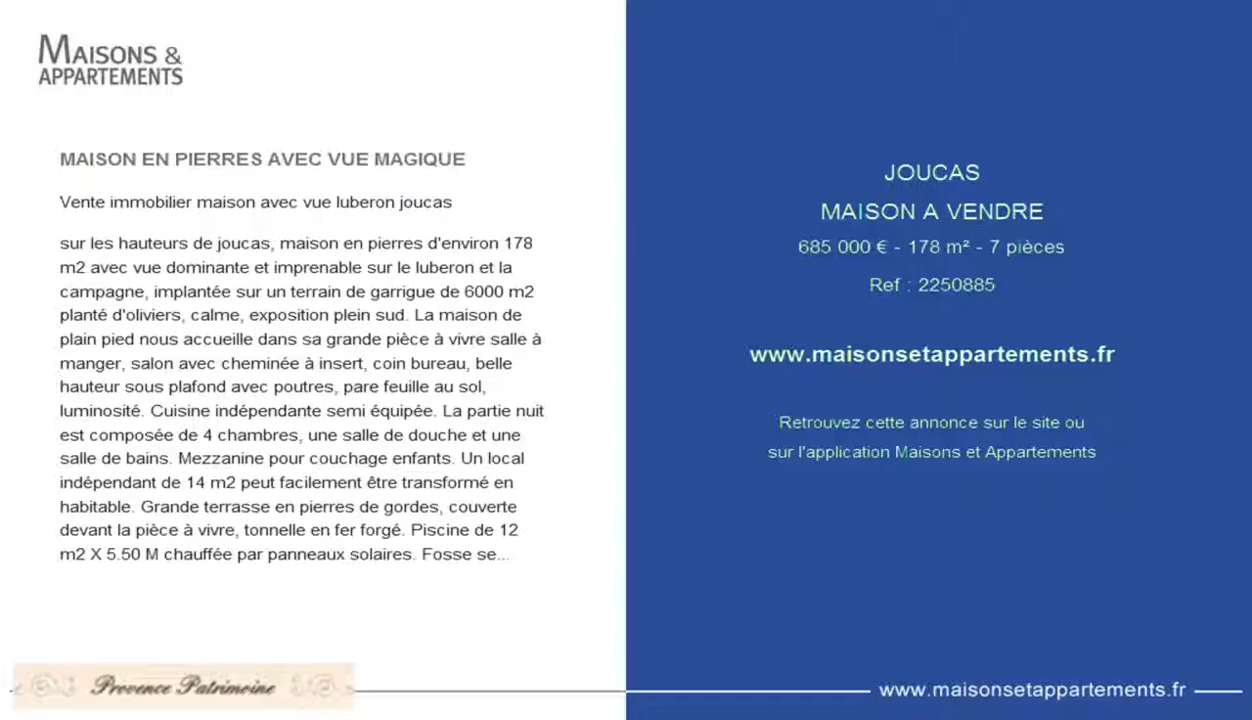 MAISONS &
APPARTEMENTS
MAISON EN PIERRES AVEC VUE MAGIQUE
Vente immobilier maison avec vue luberon joucas
sur les hauteurs de joucas, maison en pierres d'environ 178
m2 avec vue dominante et imprenable sur le luberon et la
campagne, implantée sur un terrain de garrigue de 6000 m2
planté d'oliviers, calme, exposition plein sud. La maison de
plain pied nous accueille dans sa grande pièce à vivre salle à
manger, salon avec cheminée à insert, coin bureau, belle
hauteur sous plafond avec poutres, pare feuille au sol,
luminosité. Cuisine indépendante semi équipée. La partie nuit
est composée de 4 chambres, une salle de douche et une
salle de bains. Mezzanine pour couchage enfants. Un local
indépendant de 14 m2 peut facilement être transformé en
habitable. Grande terrasse en pierres de gordes, couverte
devant la pièce à vivre, tonnelle en fer forgé. Piscine de 12
m2 X 5.50 M chauffée par panneaux solaires. Fosse se...
Provence Patrimoine
JOUCAS
MAISON A VENDRE
685 000 € - 178 m² - 7 pièces
Ref : 2250885
www.maisonsetappartements.fr
Retrouvez cette annonce sur le site ou
sur l'application Maisons et Appartements
www.maisonsetappartements.fr